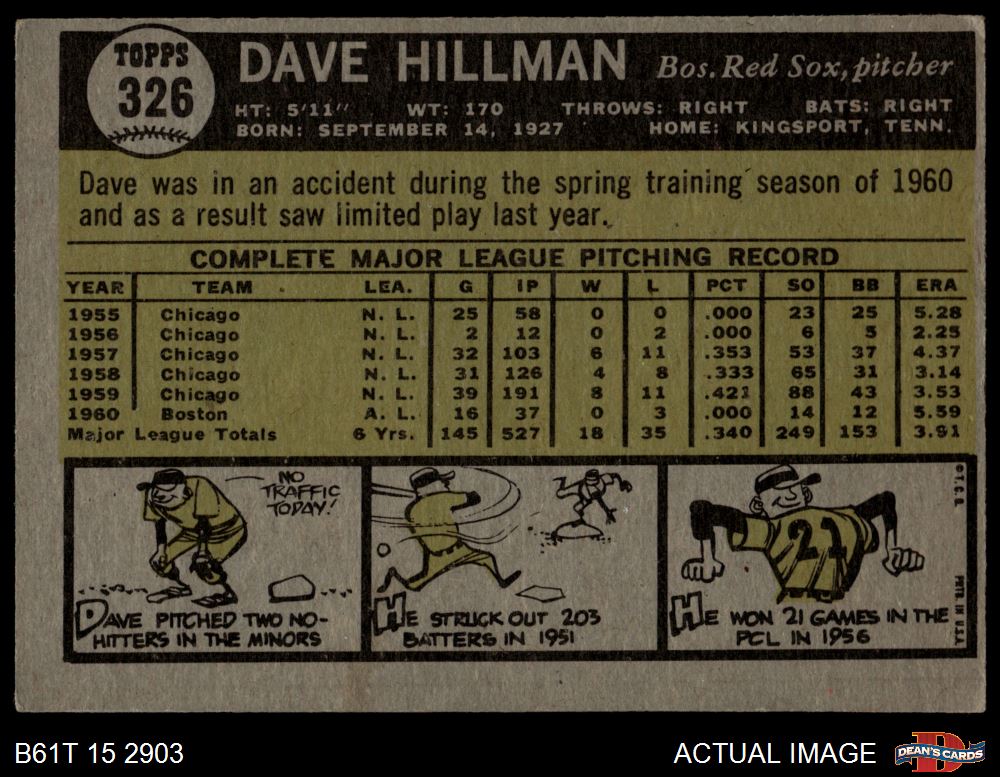 TOPPS
326
DAVE HILLMAN Bos. Red Sox, pitcher
HT: 5'11" WT: 170 THROWS: RIGHT BATS: RIGHT
BORN: SEPTEMBER 14, 1927 HOME: KINGSPORT, TENN.
Dave was in an accident during the spring training season of 1960
and as a result saw limited play last year.
COMPLETE MAJOR LEAGUE PITCHING RECORD
YEAR TEAM LEA. G IP W L PCT SO BB ERA
1955 Chicago N. L. 25 58 0 0 .000 23 25 5.28
1956 Chicago N. L. 2 12 0 2 .000 6 5 2.25
1957 Chicago N. L. 32 103 6 11 .353 53 37 4.37
1958 Chicago N. L. 31 126 4 8 .333 65 31 3.14
1959 Chicago N. L. 39 191 8 11 .421 88 43 3.53
1960 Boston A. L. 16 37 0 3 .000 14 12 5.59
Major League Totals 6 Yrs. 145 527 18 35 .340 249 153 3.91
NO
TRAFFIC
TODAY!
DAVE PITCHED TWO NO-
HITTERS IN THE MINORS
HE STRUCK OUT 203
BATTERS IN 1951
21
HE WON 21 GAMES IN THE
PCL IN 1956
©T.C.G.
PRTD IN U.S.A.
B61T 15 2903
ACTUAL IMAGE
DEAN'S CARDS